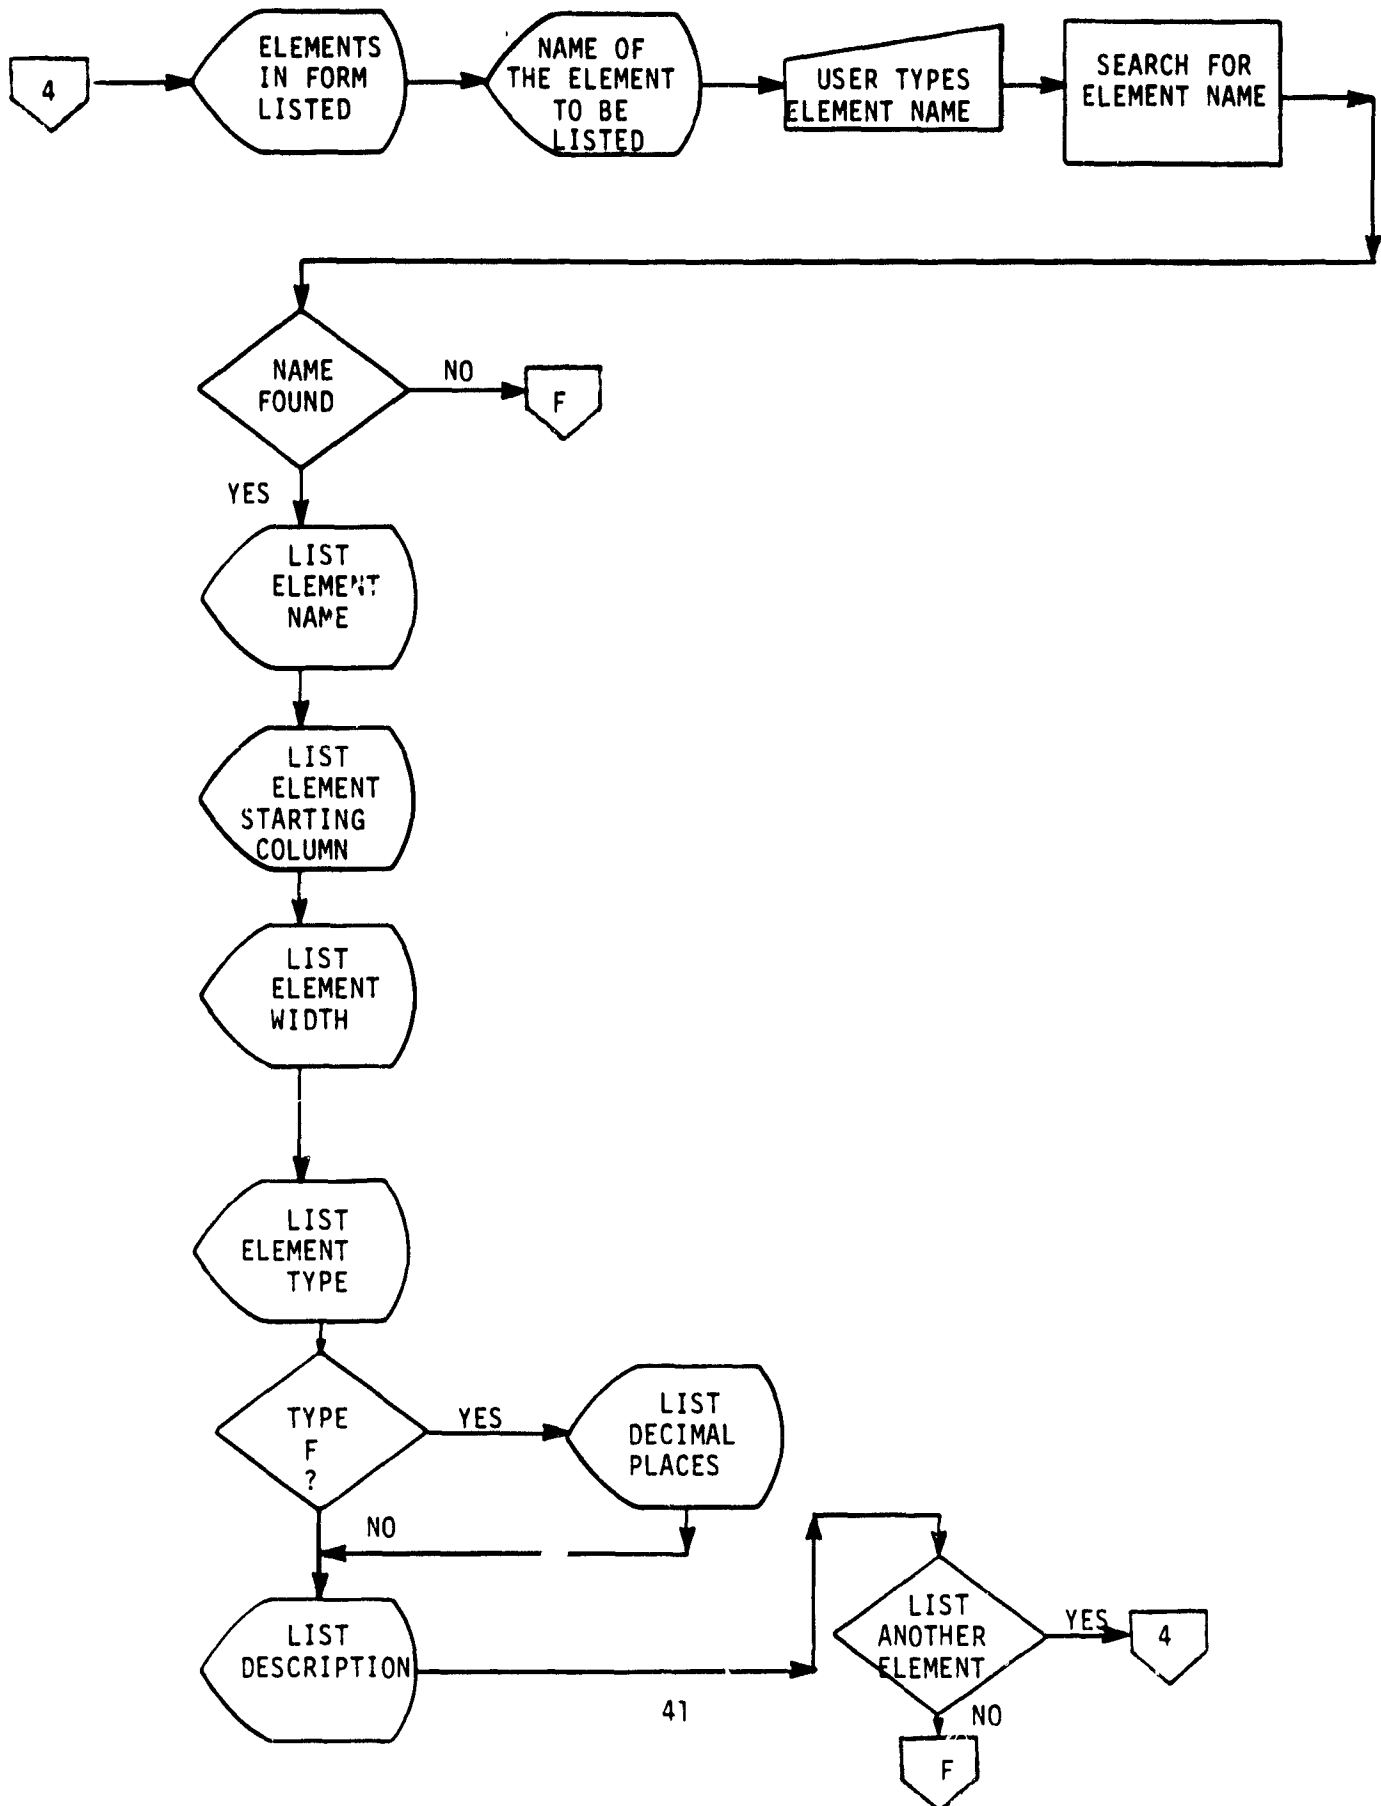 4
ELEMENTS
IN FORM
LISTED
NAME OF
THE ELEMENT
TO BE
LISTED
USER TYPES
ELEMENT NAME
SEARCH FOR
ELEMENT NAME
NAME
FOUND
NO
F
YES
LIST
ELEMENT
NAME
LIST
ELEMENT
STARTING
COLUMN
LIST
ELEMENT
WIDTH
LIST
ELEMENT
TYPE
TYPE
F
?
YES
LIST
DECIMAL
PLACES
NO
LIST
DESCRIPTION
LIST
ANOTHER
ELEMENT
YES
4
NO
F
41